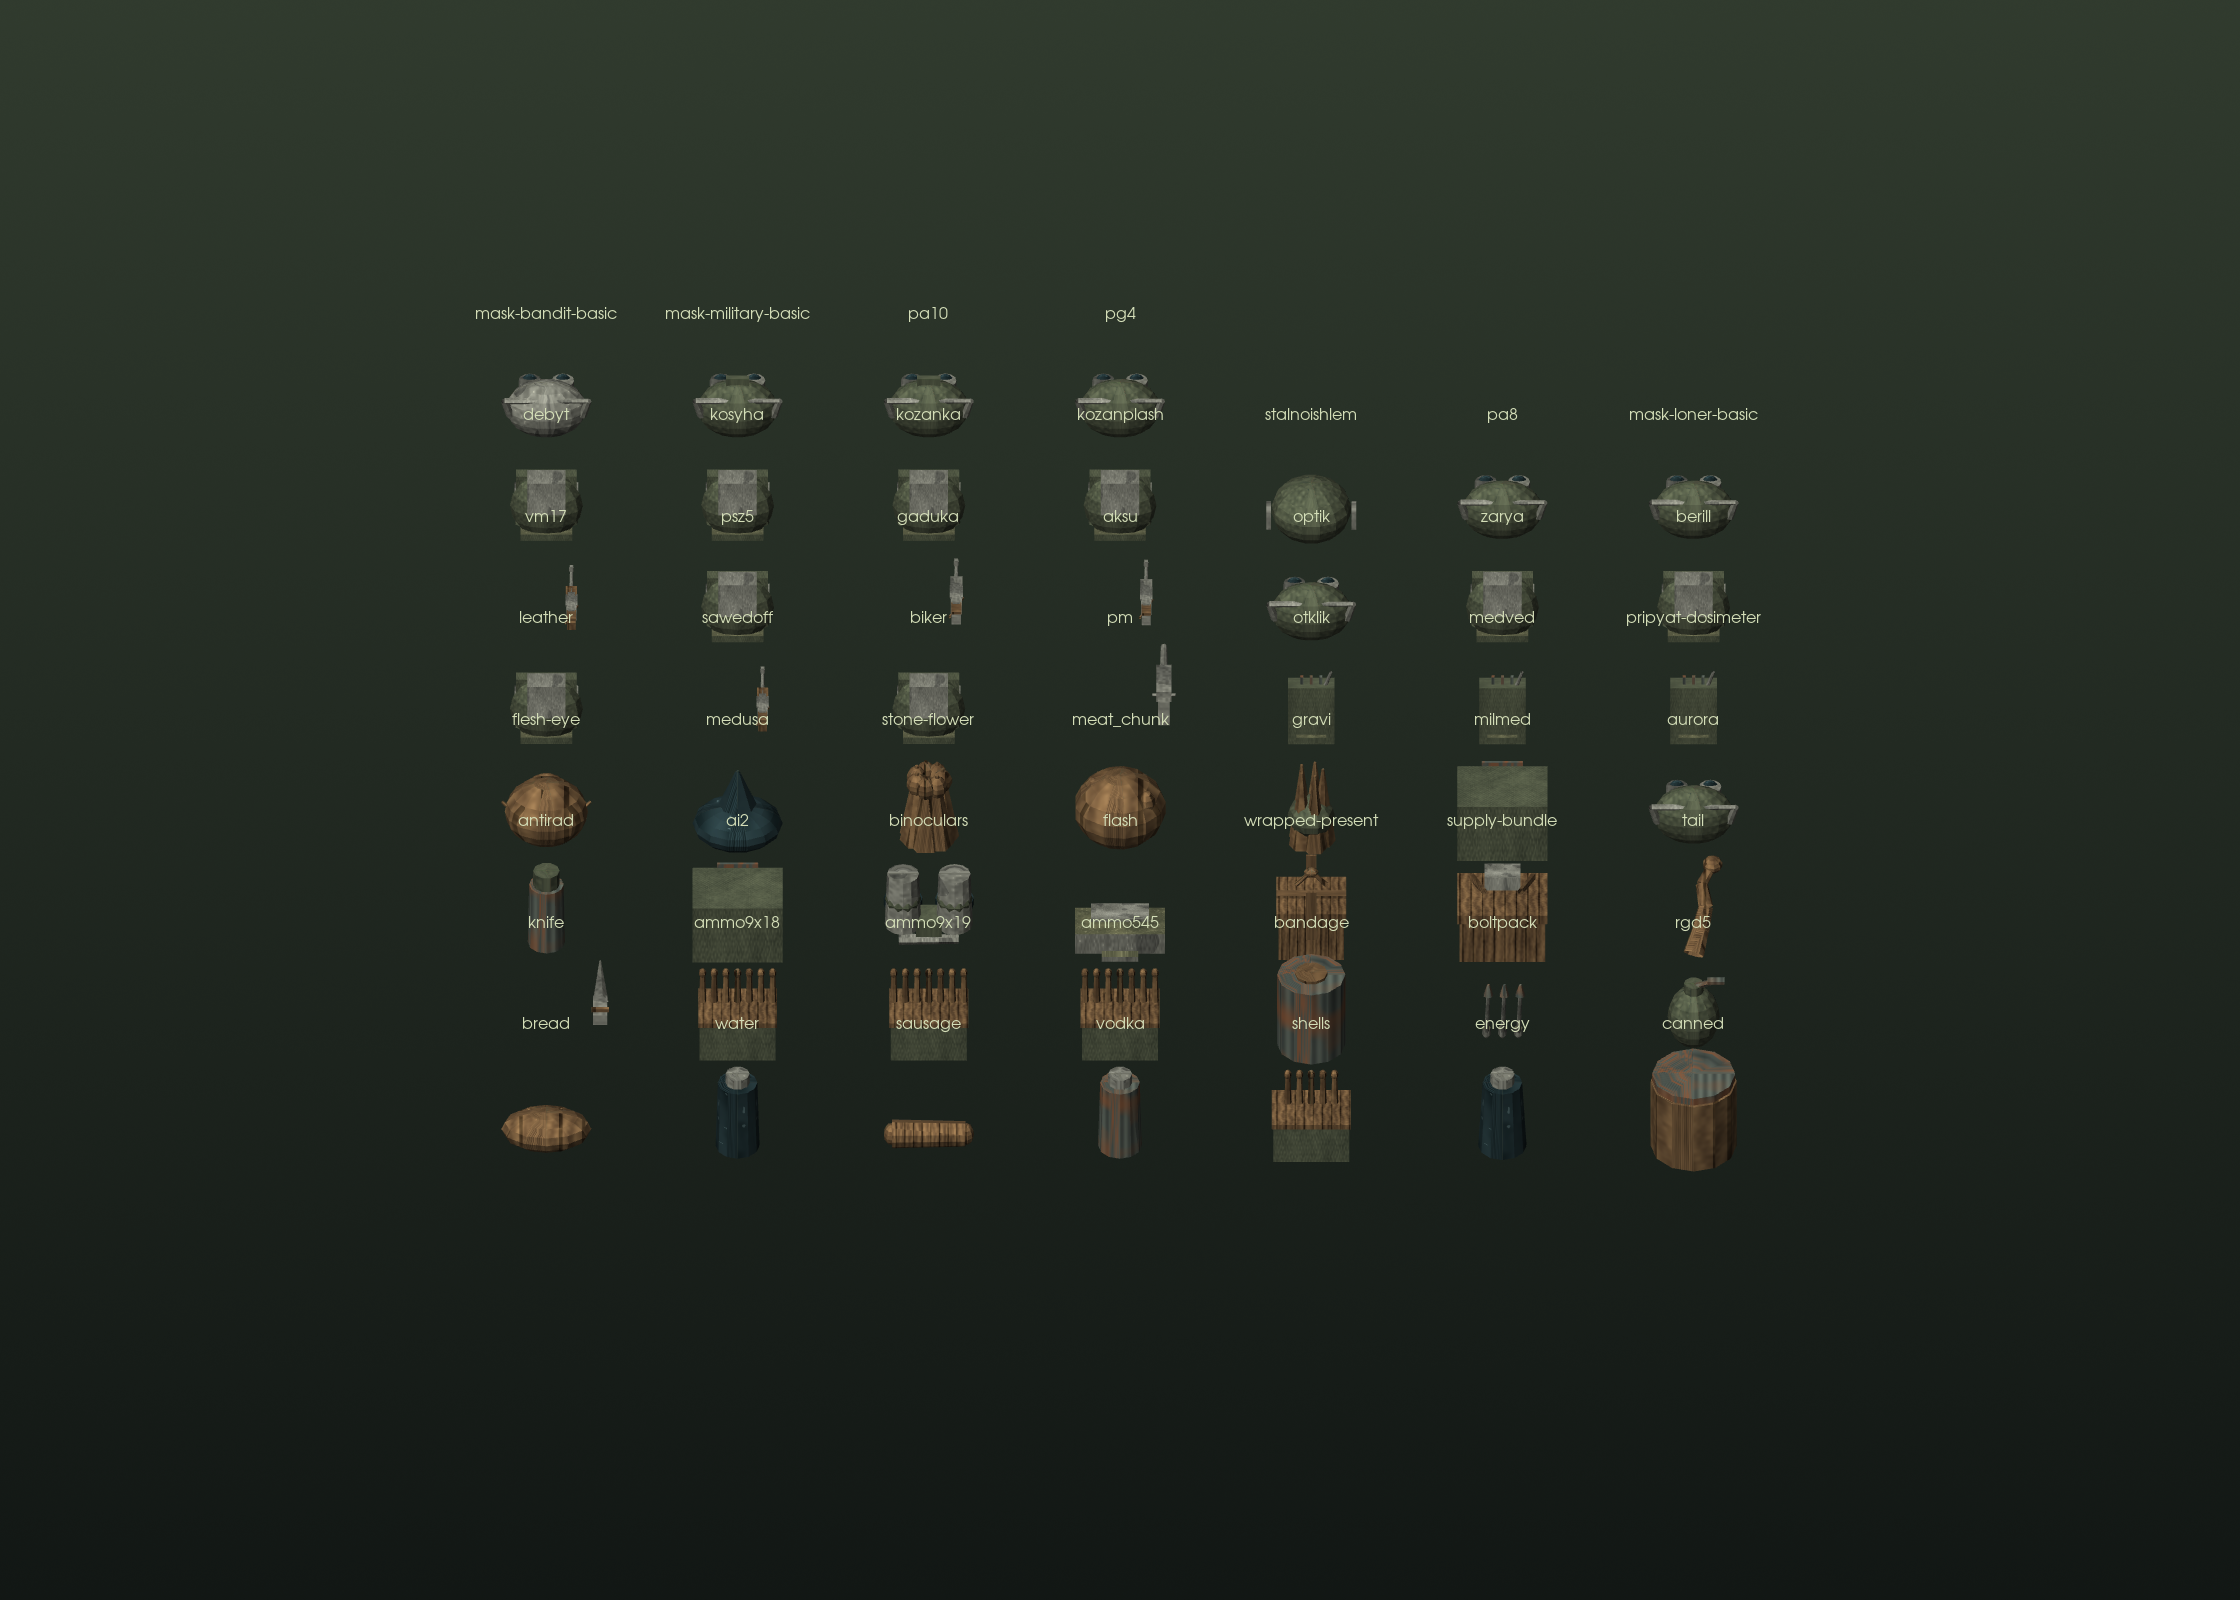 mask-bandit-basic mask-military-basic pa10 pg4
debyt kosyha kozanka kozanplash stalnoishlem pa8 mask-loner-basic
vm17 psz5 gaduka aksu optik zarya berill
leather sawedoff biker pm otklik medved pripyat-dosimeter
flesh-eye medusa stone-flower meat_chunk gravi milmed aurora
antirad ai2 binoculars flash wrapped-present supply-bundle tail
knife ammo9x18 ammo9x19 ammo545 bandage boltpack rgd5
bread water sausage vodka shells energy canned